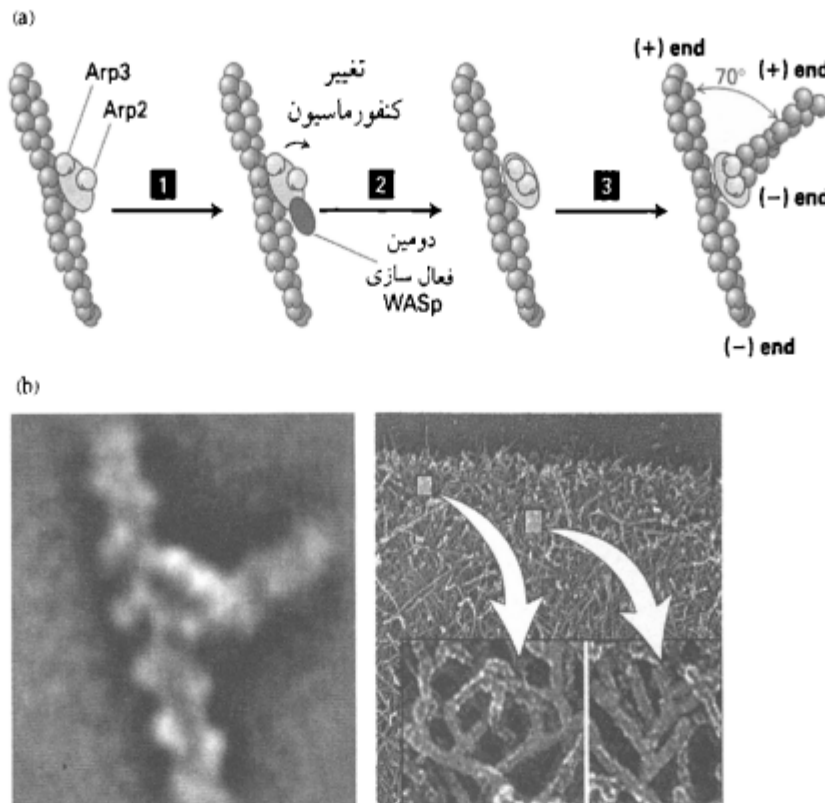 (a)
Arp3
Arp2
1
تغییر
کنفورماسیون
2
دومین
فعال سازی
WASp
3
(+) end
70°
(+) end
(-) end
(-) end
(b)